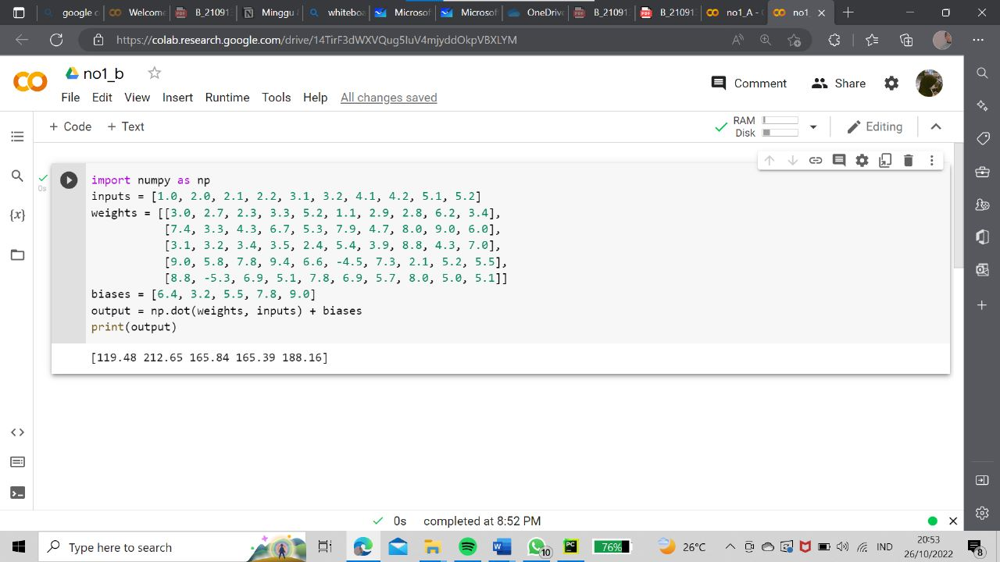 google c
Welcome
B_21091
Minggu
whiteboa
Microsof
Microsof
OneDrive
B_21091
B_21091
no1_A -
no1
https://colab.research.google.com/drive/14TirF3dWXVQug5IuV4mjyddOkpVBXLYM
no1_b
Comment
Share
File Edit View Insert Runtime Tools Help All changes saved
+ Code + Text
RAM
Disk
Editing
0s
import numpy as np
inputs = [1.0, 2.0, 2.1, 2.2, 3.1, 3.2, 4.1, 4.2, 5.1, 5.2]
weights = [[3.0, 2.7, 2.3, 3.3, 5.2, 1.1, 2.9, 2.8, 6.2, 3.4],
[7.4, 3.3, 4.3, 6.7, 5.3, 7.9, 4.7, 8.0, 9.0, 6.0],
[3.1, 3.2, 3.4, 3.5, 2.4, 5.4, 3.9, 8.8, 4.3, 7.0],
[9.0, 5.8, 7.8, 9.4, 6.6, -4.5, 7.3, 2.1, 5.2, 5.5],
[8.8, -5.3, 6.9, 5.1, 7.8, 6.9, 5.7, 8.0, 5.0, 5.1]]
biases = [6.4, 3.2, 5.5, 7.8, 9.0]
output = np.dot(weights, inputs) + biases
print(output)
[119.48 212.65 165.84 165.39 188.16]
{x}
0s completed at 8:52 PM
Type here to search
10
PC
76%
26°C
IND
20:53
26/10/2022
8